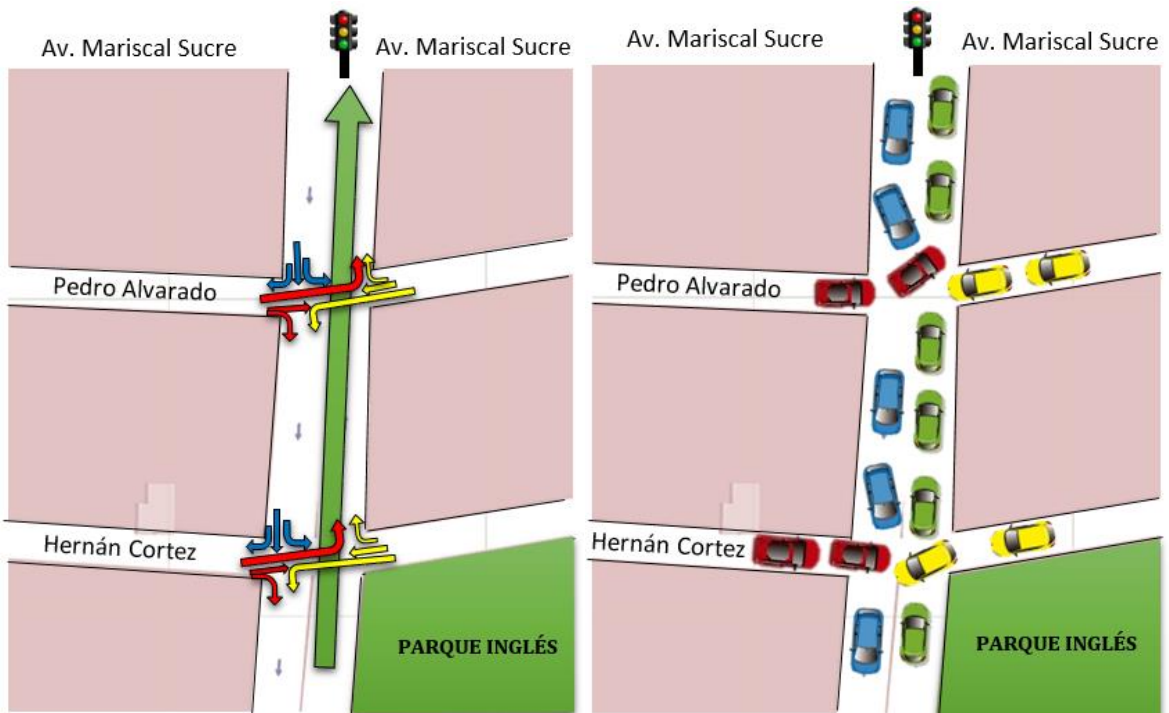 Av. Mariscal Sucre
Av. Mariscal Sucre
Pedro Alvarado
Hernán Cortez
PARQUE INGLÉS
Av. Mariscal Sucre
Av. Mariscal Sucre
Pedro Alvarado
Hernán Cortez
PARQUE INGLÉS